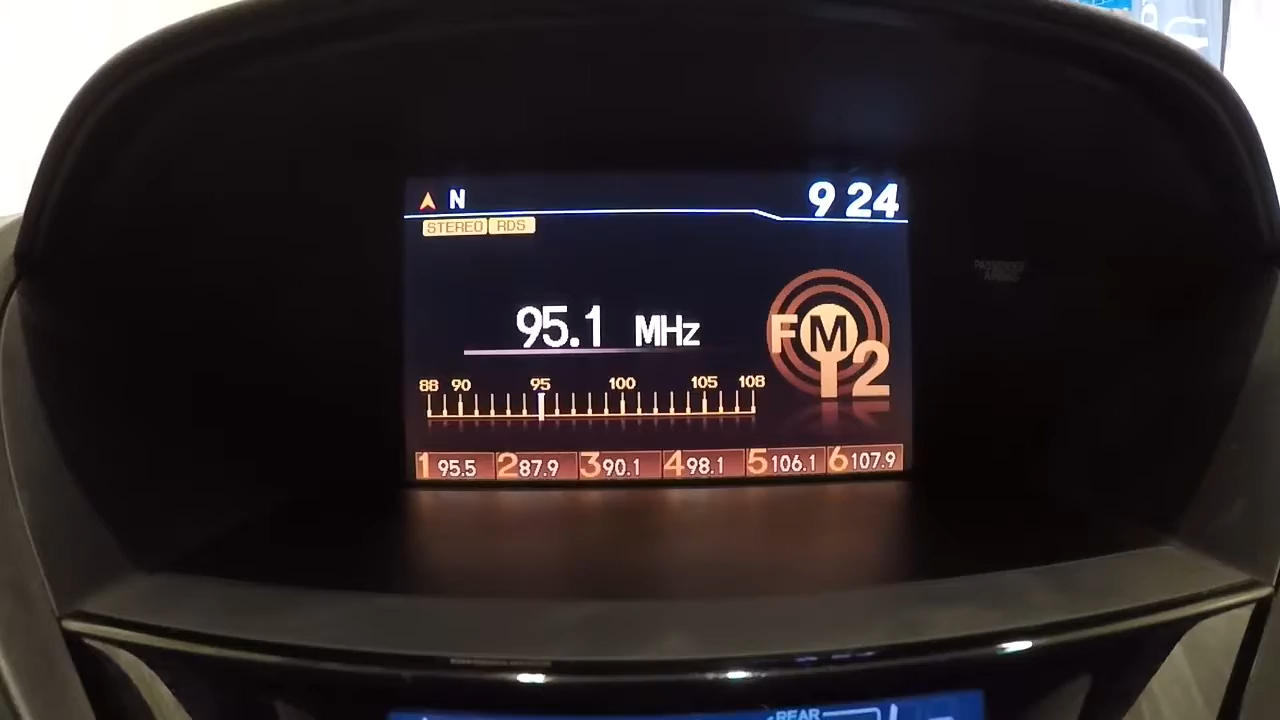 N
9 24
STEREO RDS
95.1 MHz
FM 2
88 90 95 100 105 108
1 95.5 2 87.9 3 90.1 4 98.1 5 106.1 6 107.9
REAR